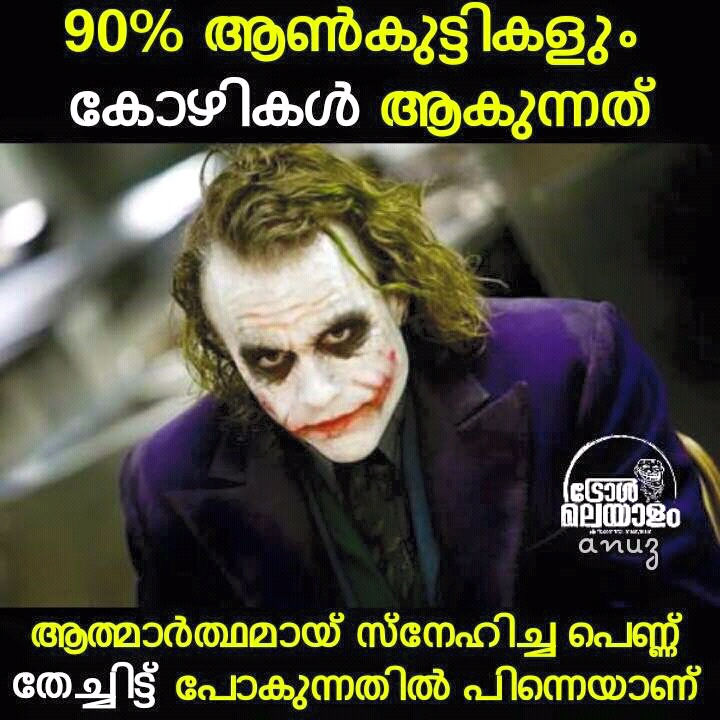 90% ആൺകുട്ടികളും
കോഴികൾ ആകുന്നത്
ട്രോൾ
മലയാളം
anuz
ആത്മാർത്ഥമായ് സ്നേഹിച്ച പെണ്ണ്
തേച്ചിട്ട് പോകുന്നതിൽ പിന്നെയാണ്